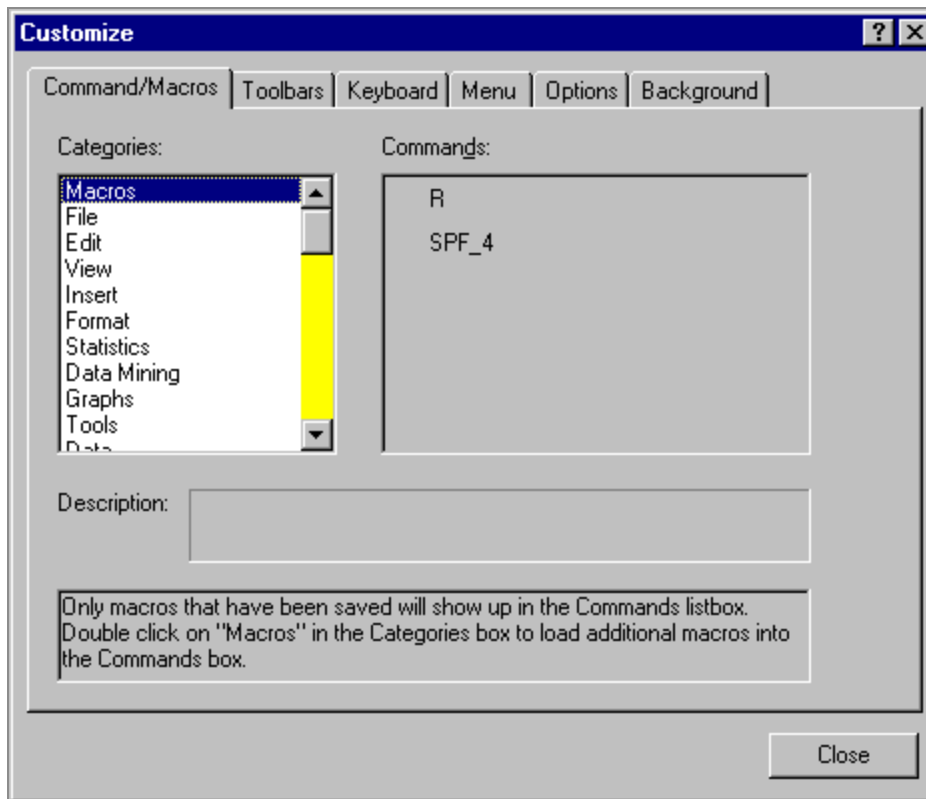 Customize
Command/Macros Toolbars Keyboard Menu Options Background
Categories: Commands:
Macros
File
Edit
View
Insert
Format
Statistics
Data Mining
Graphs
Tools
Data
R
SPF_4
Description:
Only macros that have been saved will show up in the Commands listbox.
Double click on "Macros" in the Categories box to load additional macros into
the Commands box.
Close